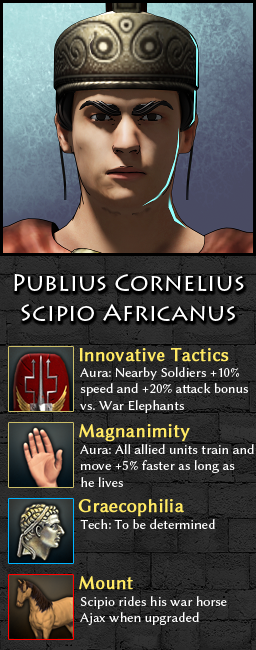 Publius Cornelius
Scipio Africanus
Innovative Tactics
Aura: Nearby Soldiers +10%
speed and +20% attack bonus
vs. War Elephants
Magnanimity
Aura: All allied units train and
move +5% faster as long as
he lives
Graecophilia
Tech: To be determined
Mount
Scipio rides his war horse
Ajax when upgraded